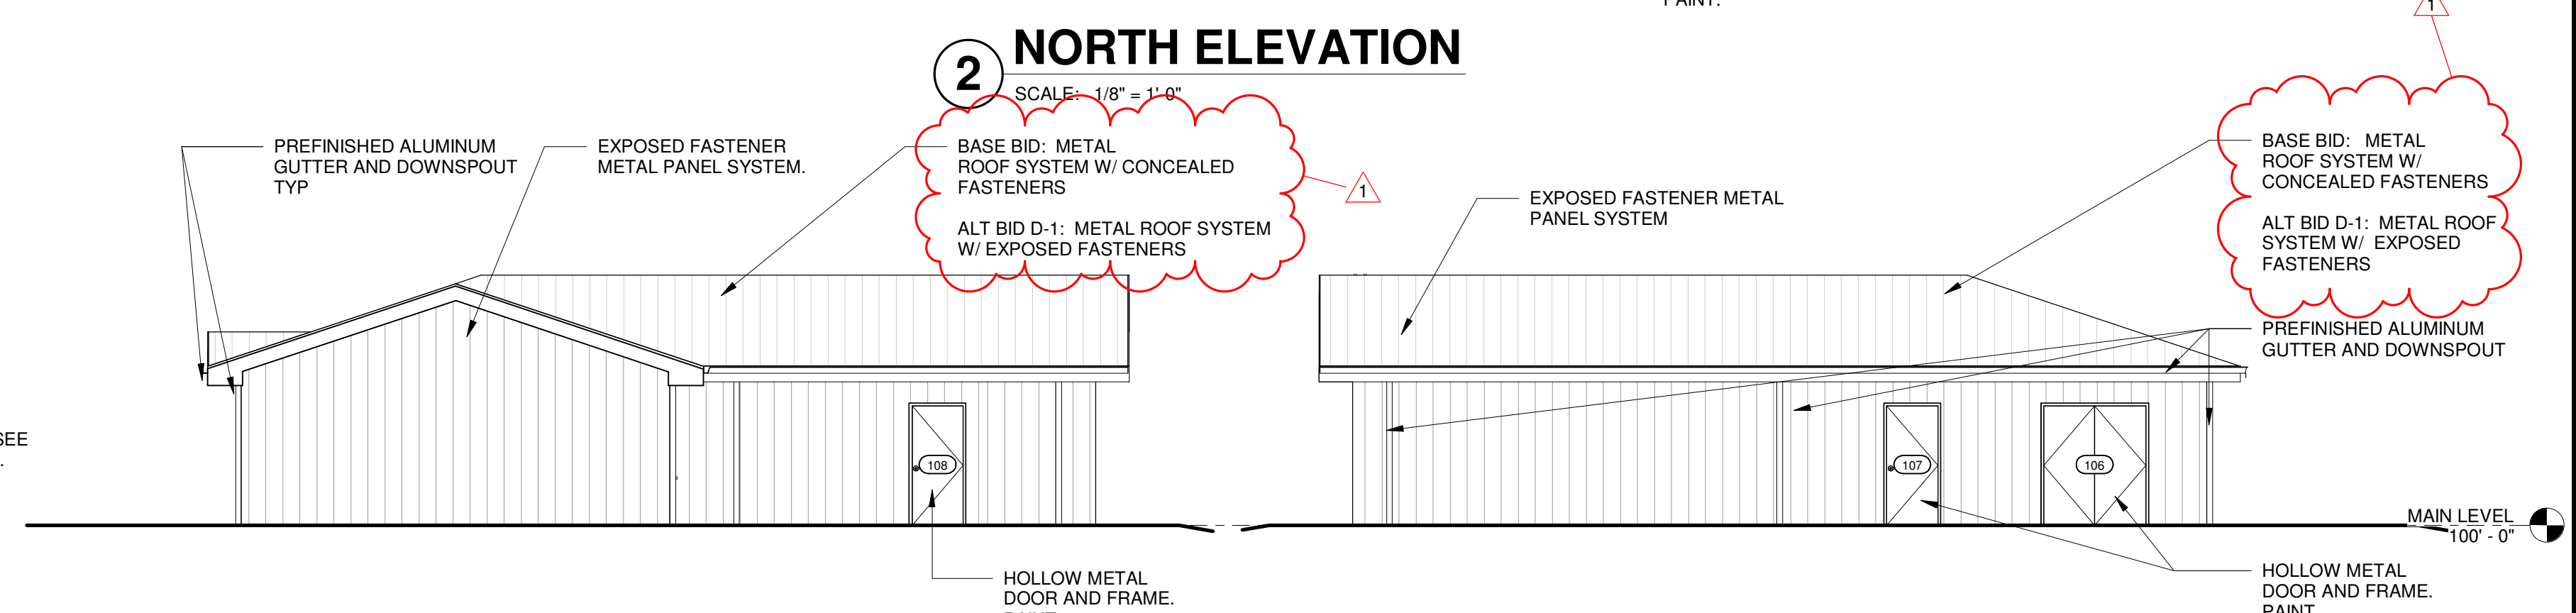 PAINT.
1
2
NORTH ELEVATION
SCALE: 1/8" = 1'-0"
PREFINISHED ALUMINUM
GUTTER AND DOWNSPOUT
TYP
EXPOSED FASTENER
METAL PANEL SYSTEM.
BASE BID: METAL
ROOF SYSTEM W/ CONCEALED
FASTENERS
ALT BID D-1: METAL ROOF SYSTEM
W/ EXPOSED FASTENERS
1
EXPOSED FASTENER METAL
PANEL SYSTEM
BASE BID: METAL
ROOF SYSTEM W/
CONCEALED FASTENERS
ALT BID D-1: METAL ROOF
SYSTEM W/ EXPOSED
FASTENERS
PREFINISHED ALUMINUM
GUTTER AND DOWNSPOUT
SEE
.
108
107
106
MAIN LEVEL
100' - 0"
HOLLOW METAL
DOOR AND FRAME.
PAINT
HOLLOW METAL
DOOR AND FRAME.
PAINT